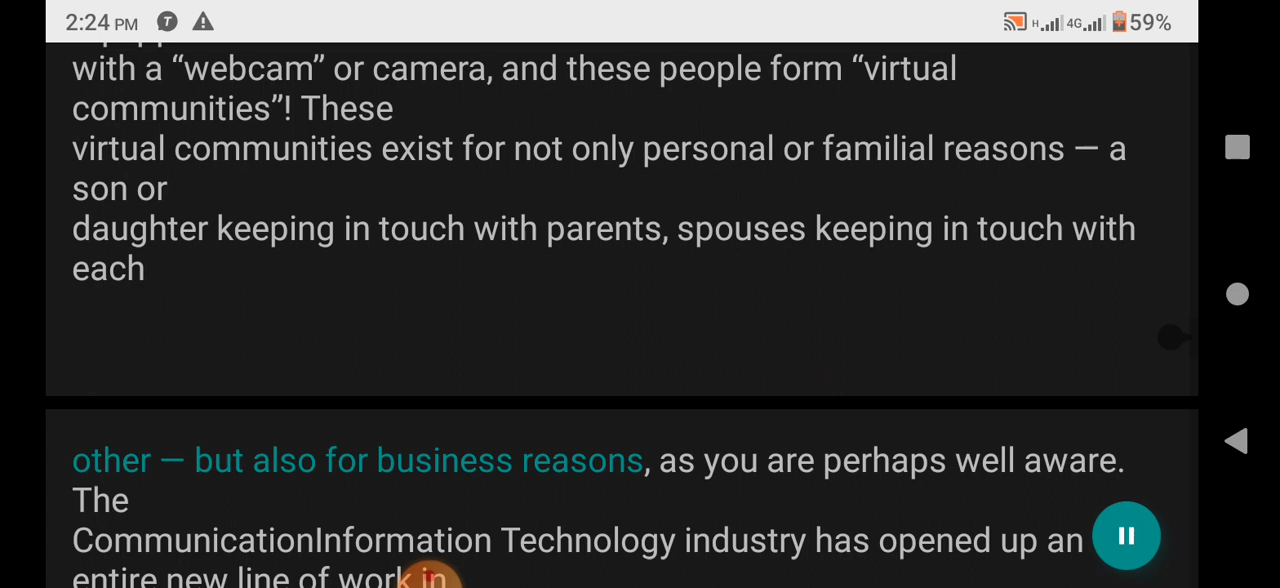 2:24 PM
H 4G 59%
with a “webcam” or camera, and these people form “virtual
communities”! These
virtual communities exist for not only personal or familial reasons — a
son or
daughter keeping in touch with parents, spouses keeping in touch with
each
other — but also for business reasons, as you are perhaps well aware.
The
CommunicationInformation Technology industry has opened up an
entire new line of work in